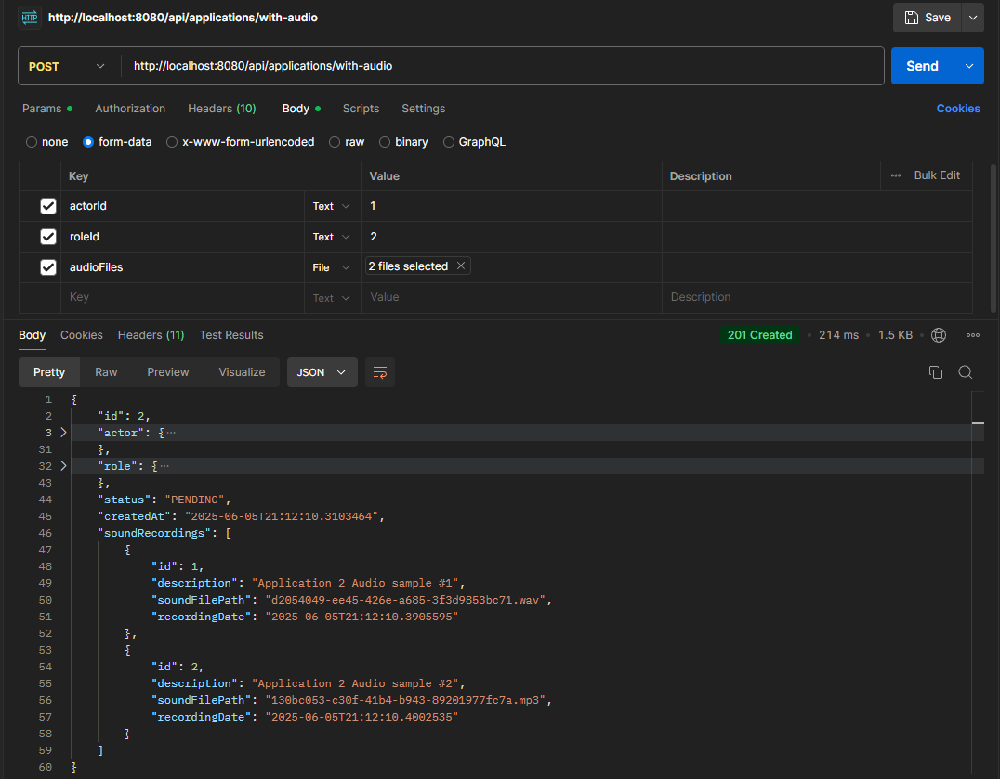 HTTP http://localhost:8080/api/applications/with-audio Save
POST http://localhost:8080/api/applications/with-audio Send
Params Authorization Headers (10) Body Scripts Settings Cookies
none form-data x-www-form-urlencoded raw binary GraphQL
Key Value Description ··· Bulk Edit
actorId Text 1
roleId Text 2
audioFiles File 2 files selected
Key Text Value Description
Body Cookies Headers (11) Test Results 201 Created 214 ms 1.5 KB
Pretty Raw Preview Visualize JSON
1 {
2 "id": 2,
3 "actor": { ···
31 },
32 "role": { ···
43 },
44 "status": "PENDING",
45 "createdAt": "2025-06-05T21:12:10.3103464",
46 "soundRecordings": [
47 {
48 "id": 1,
49 "description": "Application 2 Audio sample #1",
50 "soundFilePath": "d2054049-ee45-426e-a685-3f3d9853bc71.wav",
51 "recordingDate": "2025-06-05T21:12:10.3905595"
52 },
53 {
54 "id": 2,
55 "description": "Application 2 Audio sample #2",
56 "soundFilePath": "130bc053-c30f-41b4-b943-89201977fc7a.mp3",
57 "recordingDate": "2025-06-05T21:12:10.4002535"
58 }
59 ]
60 }